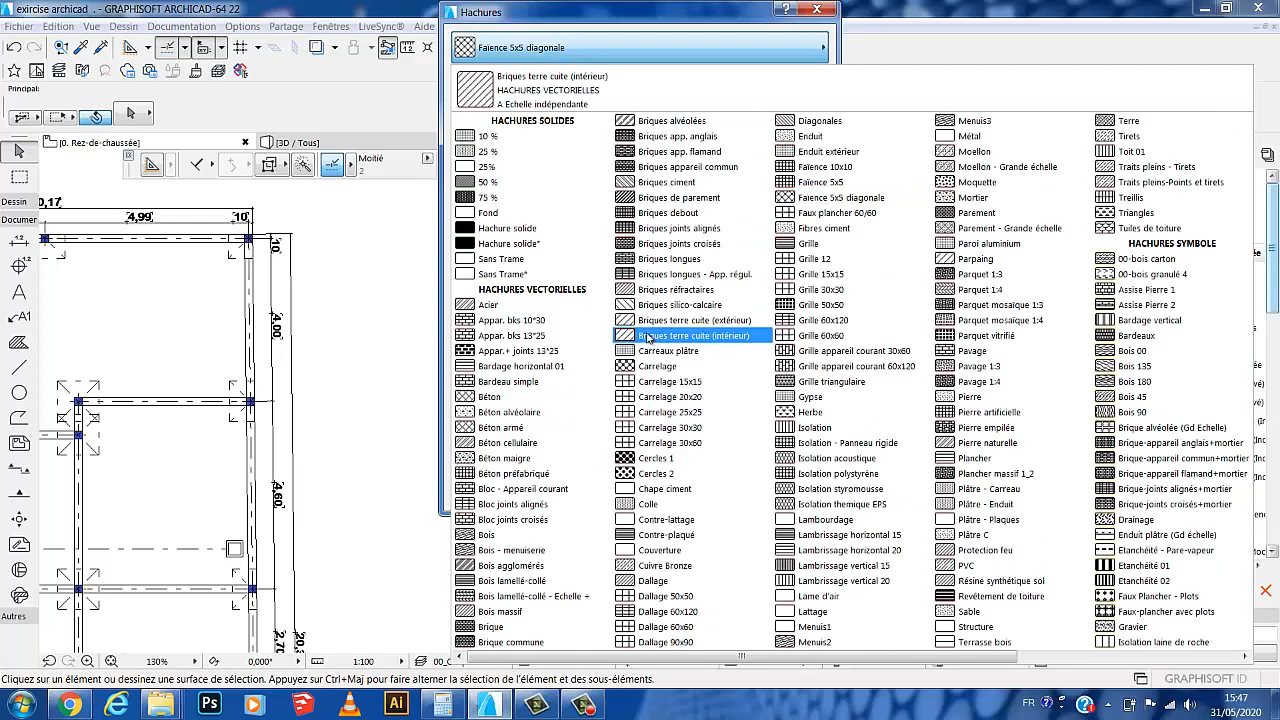 exircise archicad . - GRAPHISOFT ARCHICAD-64 22
Fichier Edition Vues Dessin Documentation Options Partage Fenêtres LiveSync® Aide
Principal:
[0. Rez-de-chaussée]
[3D / Tous]
Moitié
2
Dessin
Document
Autres
0,17
4,99
10
10
4,00
4,60
2,70
130%
0,000°
1:100
Hachures
Faïence 5x5 diagonale
Briques terre cuite (intérieur)
HACHURES VECTORIELLES
A Echelle indépendante
HACHURES SOLIDES
10 %
25 %
25%
50 %
75 %
Fond
Hachure solide
Hachure solide*
Sans Trame
Sans Trame*
HACHURES VECTORIELLES
Acier
Appar. bks 10*30
Appar. bks 13*25
Appar.+ joints 13*25
Bardage horizontal 01
Bardeau simple
Béton
Béton alvéolaire
Béton armé
Béton cellulaire
Béton maigre
Béton préfabriqué
Bloc - Appareil courant
Bloc joints alignés
Bloc joints croisés
Bois
Bois - menuiserie
Bois agglomérés
Bois lamellé-collé
Bois lamellé-collé - Echelle ÷
Bois massif
Brique
Brique commune
Briques alvéolées
Briques app. anglais
Briques app. flamand
Briques appareil commun
Briques ciment
Briques de parement
Briques debout
Briques joints alignés
Briques joints croisés
Briques longues
Briques longues - App. régul.
Briques réfractaires
Briques silico-calcaire
Briques terre cuite (extérieur)
Briques terre cuite (intérieur)
Carreaux plâtre
Carrelage
Carrelage 15x15
Carrelage 20x20
Carrelage 25x25
Carrelage 30x30
Carrelage 30x60
Cercles 1
Cercles 2
Chape ciment
Colle
Contre-lattage
Contre-plaqué
Couverture
Cuivre Bronze
Dallage
Dallage 50x50
Dallage 60x120
Dallage 60x60
Dallage 90x90
Diagonales
Enduit
Enduit extérieur
Faïence 10x10
Faïence 5x5
Faïence 5x5 diagonale
Faux plancher 60/60
Fibres ciment
Grille
Grille 12
Grille 15x15
Grille 30x30
Grille 50x50
Grille 60x120
Grille 60x60
Grille appareil courant 30x60
Grille appareil courant 60x120
Grille triangulaire
Gypse
Herbe
Isolation
Isolation - Panneau rigide
Isolation acoustique
Isolation polystyrène
Isolation styromousse
Isolation themique EPS
Lambourdage
Lambrissage horizontal 15
Lambrissage horizontal 20
Lambrissage vertical 15
Lambrissage vertical 20
Lame d'air
Lattage
Menuis1
Menuis2
Menuis3
Métal
Moellon
Moellon - Grande échelle
Moquette
Mortier
Parement
Parement - Grande échelle
Paroi aluminium
Parpaing
Parquet 1:3
Parquet 1:4
Parquet mosaïque 1:3
Parquet mosaïque 1:4
Parquet vitrifié
Pavage
Pavage 1:3
Pavage 1:4
Pierre
Pierre artificielle
Pierre empilée
Pierre naturelle
Plancher
Plancher massif 1_2
Plâtre - Carreau
Plâtre - Enduit
Plâtre - Plaques
Plâtre C
Protection feu
PVC
Résine synthétique sol
Revêtement de toiture
Sable
Structure
Terrasse bois
Terre
Tirets
Toit 01
Traits pleins - Tirets
Traits pleins-Points et tirets
Treillis
Triangles
Tuiles de toiture
HACHURES SYMBOLE
00-bois carton
00-bois granulé 4
Assise Pierre 1
Assise Pierre 2
Bardage vertical
Bardeaux
Bois 00
Bois 135
Bois 180
Bois 45
Bois 90
Brique alvéolée (Gd Echelle)
Brique-appareil anglais+mortier
Brique-appareil commun+mortier
Brique-appareil flamand+mortier
Brique-joints alignés+mortier
Brique-joints croisés+mortier
Drainage
Enduit plâtre (Gd échelle)
Etanchéité - Pare-vapeur
Etanchéité 01
Etanchéité 02
Faux Plancher - Plots
Faux-plancher avec plots
Gravier
Isolation laine de roche
Cliquez sur un élément ou dessinez une surface de sélection. Appuyez sur Ctrl+Maj pour faire alterner la sélection de l'élément et des sous-éléments.
GRAPHISOFT ID
Ps
Ai
FR
15:47
31/05/2020